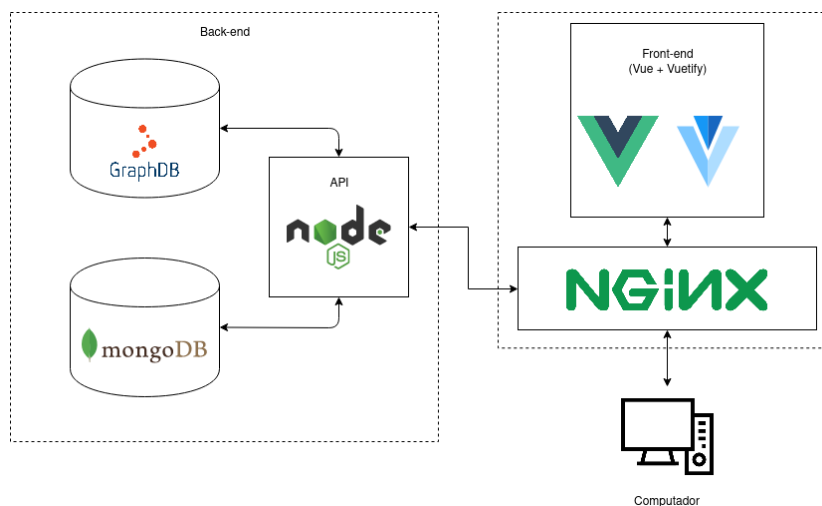 Back-end
GraphDB
API
node
JS
mongoDB
Front-end
(Vue + Vuetify)
NGiNX
Computador